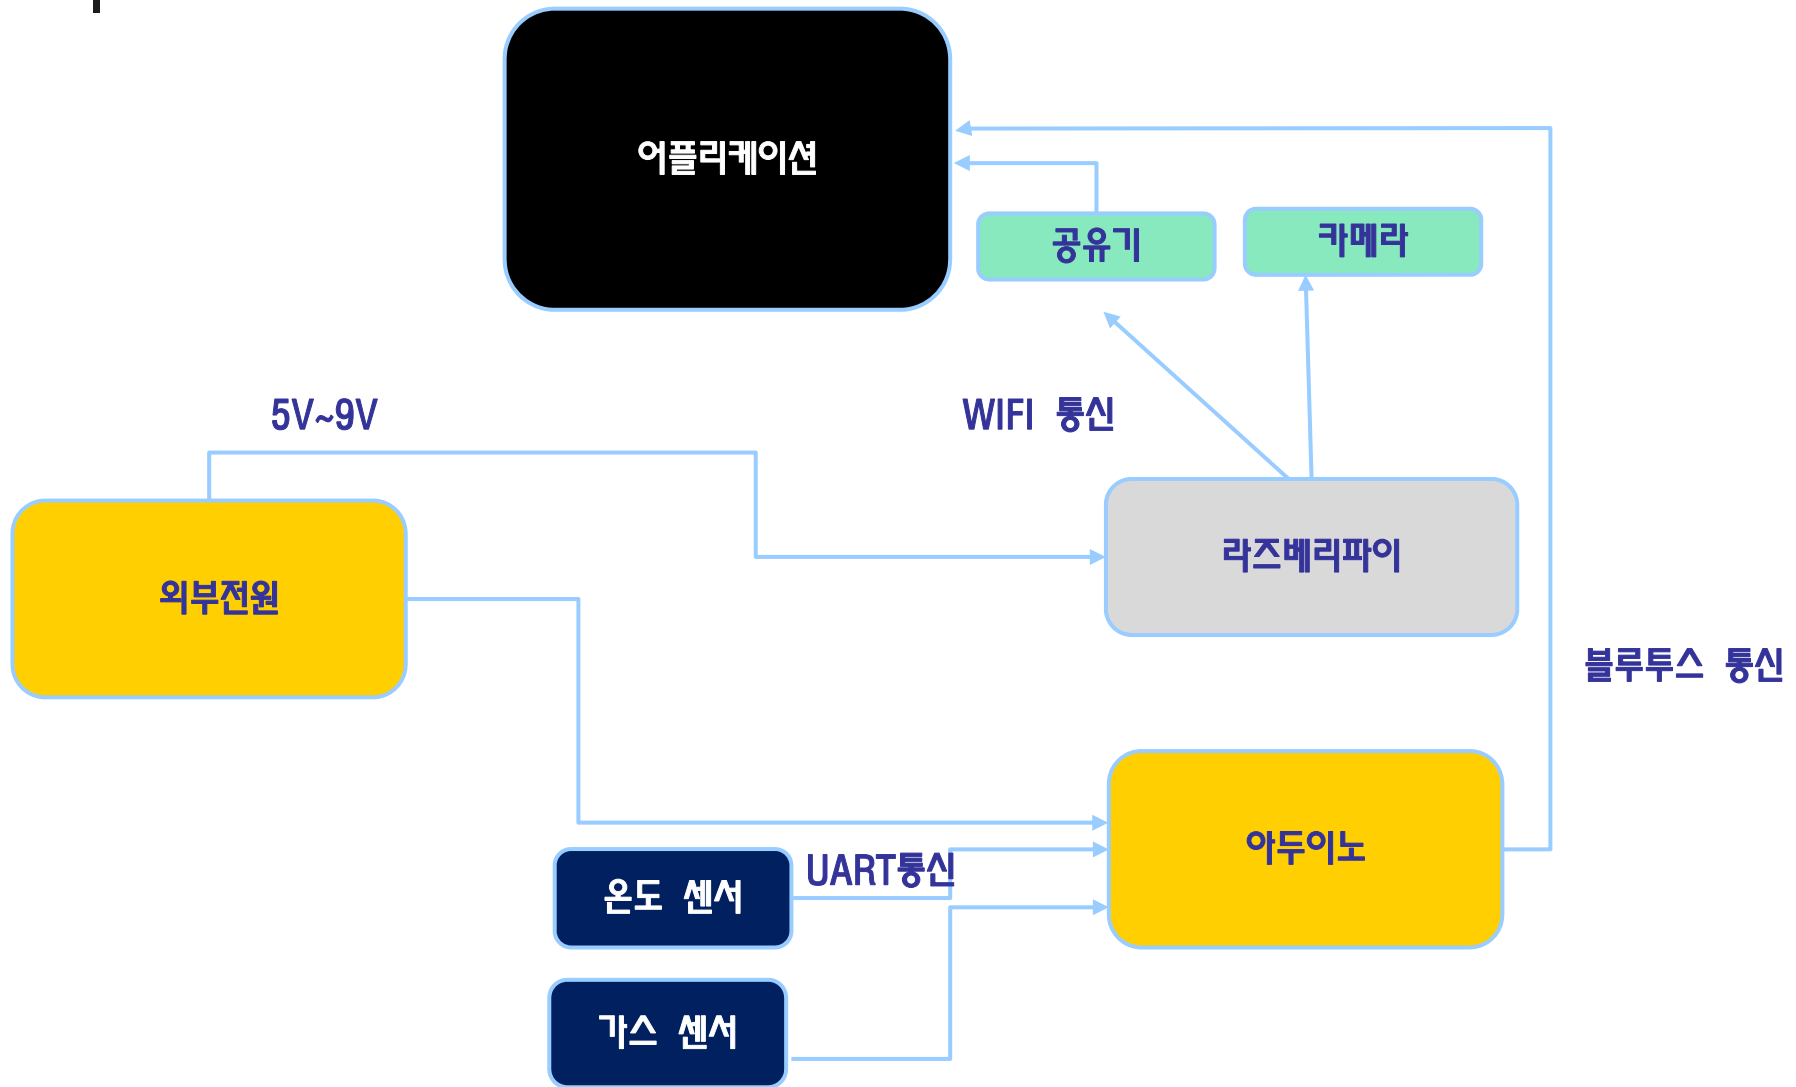 어플리케이션
공유기
카메라
5V~9V
WIFI 통신
라즈베리파이
외부전원
블루투스 통신
아두이노
UART통신
온도 센서
가스 센서